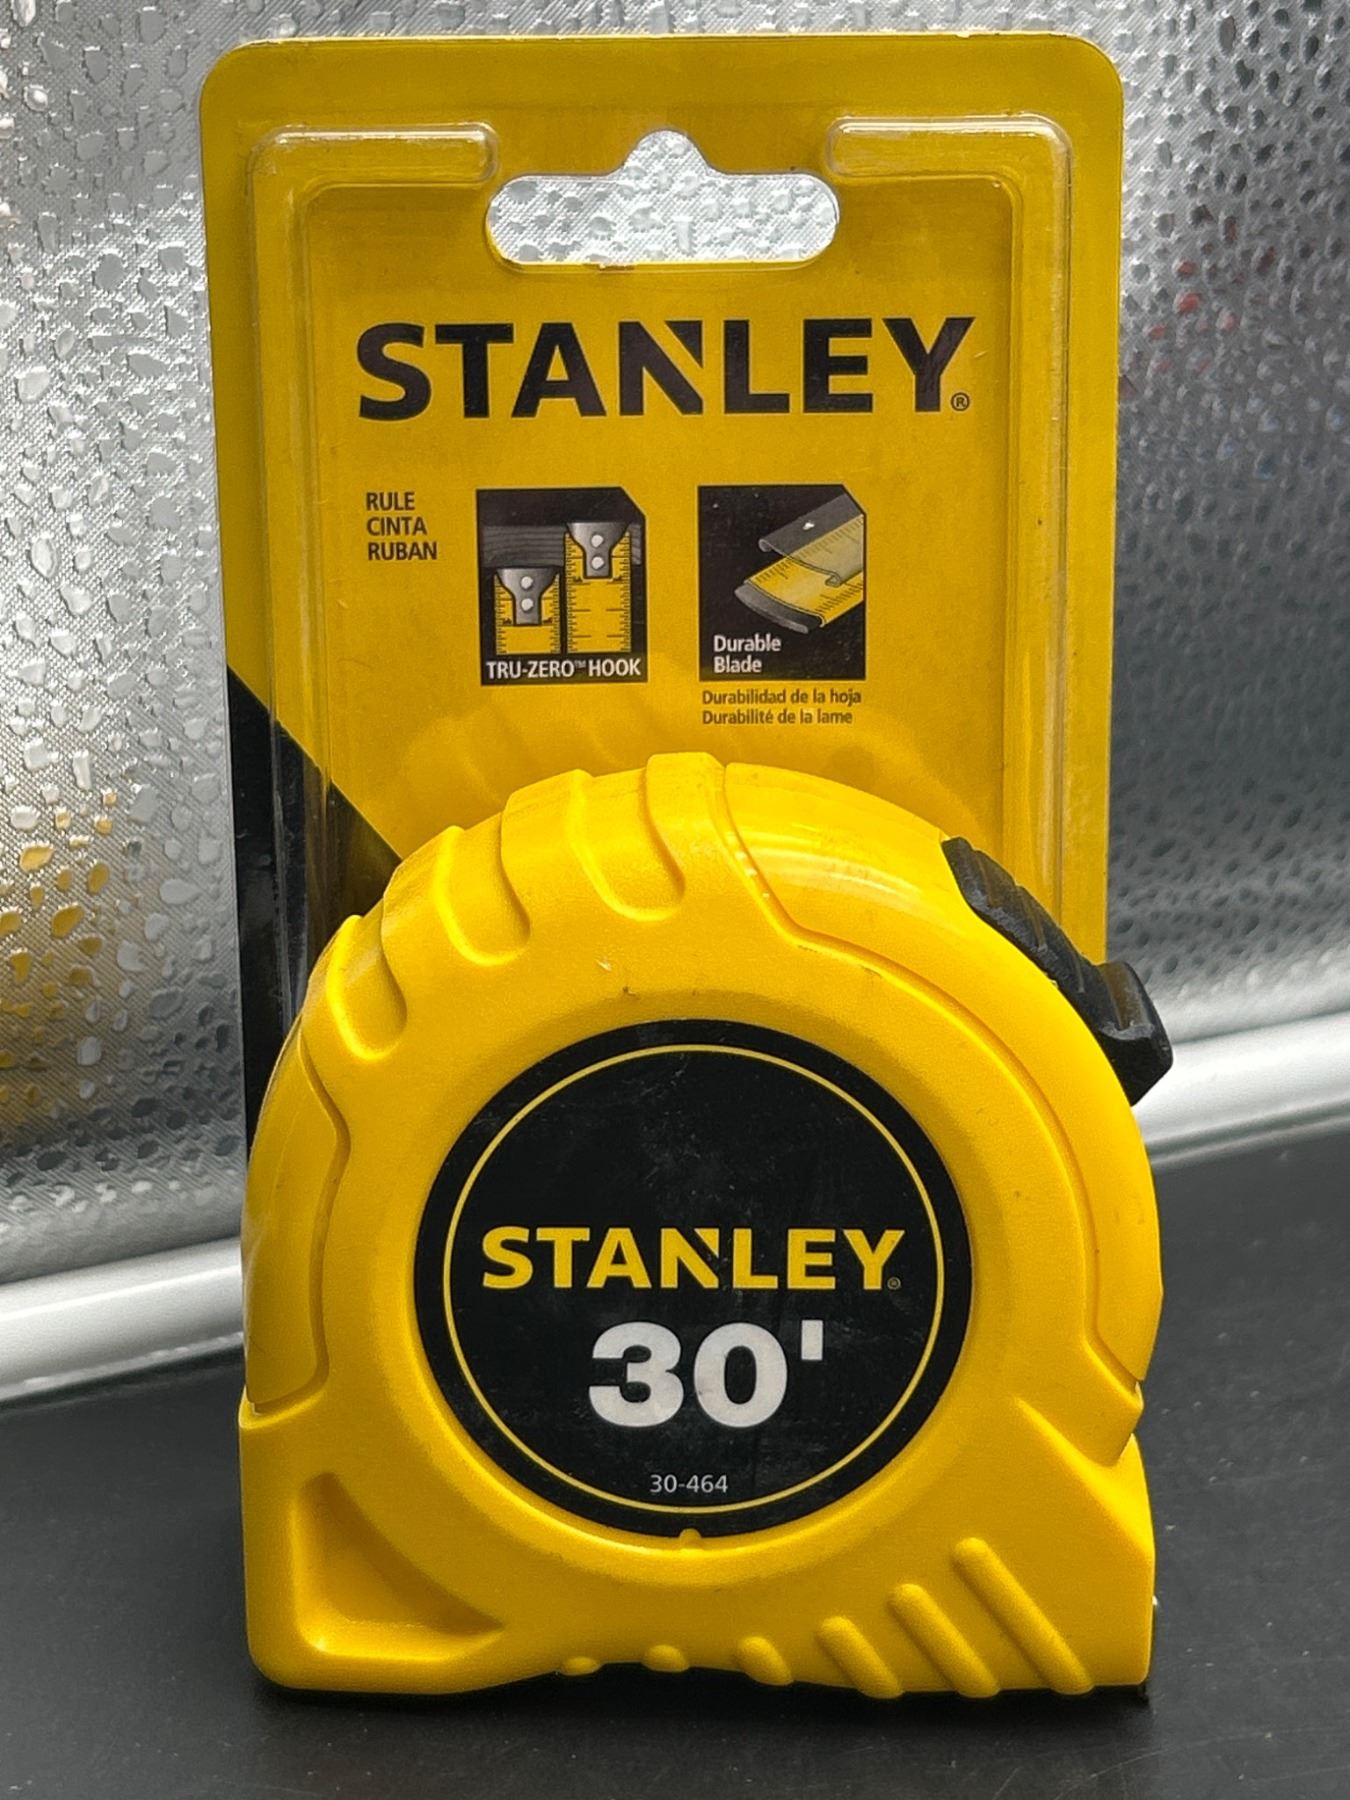 STANLEY®
RULE
CINTA
RUBAN
TRU-ZERO™ HOOK
Durable
Blade
Durabilidad de la hoja
Durabilité de la lame
STANLEY®
30'
30-464